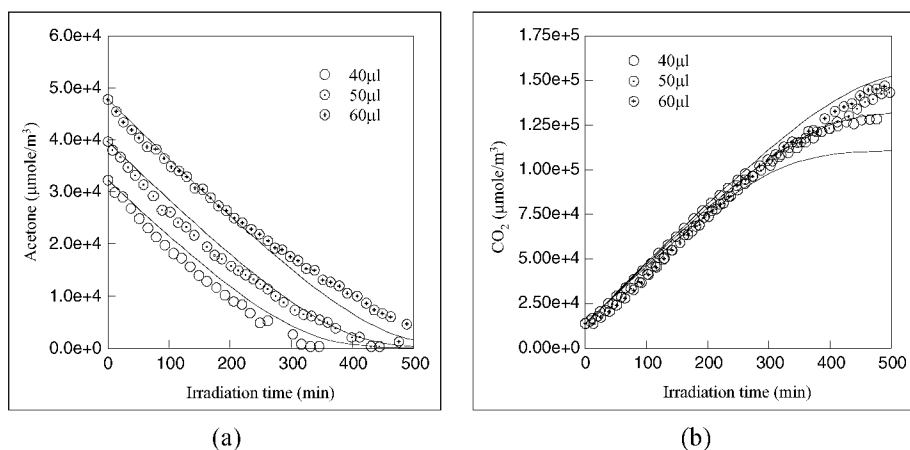 6.0e+4
5.0e+4
4.0e+4
3.0e+4
2.0e+4
1.0e+4
0.0e+0
Acetone (μmole/m³)
40μl
50μl
60μl
0 100 200 300 400 500
Irradiation time (min)
(a)
1.75e+5
1.50e+5
1.25e+5
1.00e+5
7.50e+4
5.00e+4
2.50e+4
0.00e+0
CO₂ (μmole/m³)
40μl
50μl
60μl
0 100 200 300 400 500
Irradiation time (min)
(b)